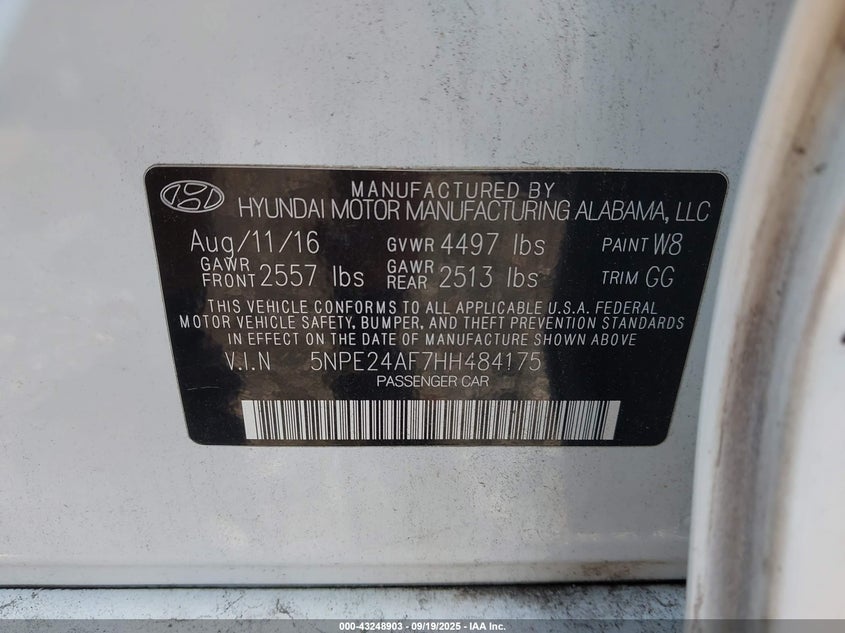 MANUFACTURED BY
HYUNDAI MOTOR MANUFACTURING ALABAMA, LLC
Aug/11/16 GVWR 4497 lbs PAINT W8
GAWR FRONT 2557 lbs GAWR REAR 2513 lbs TRIM GG
THIS VEHICLE CONFORMS TO ALL APPLICABLE U.S.A. FEDERAL
MOTOR VEHICLE SAFETY, BUMPER, AND THEFT PREVENTION STANDARDS
IN EFFECT ON THE DATE OF MANUFACTURE SHOWN ABOVE
V.I.N 5NPE24AF7HH484175
PASSENGER CAR
000-43248903 - 09/19/2025 - IAA Inc.